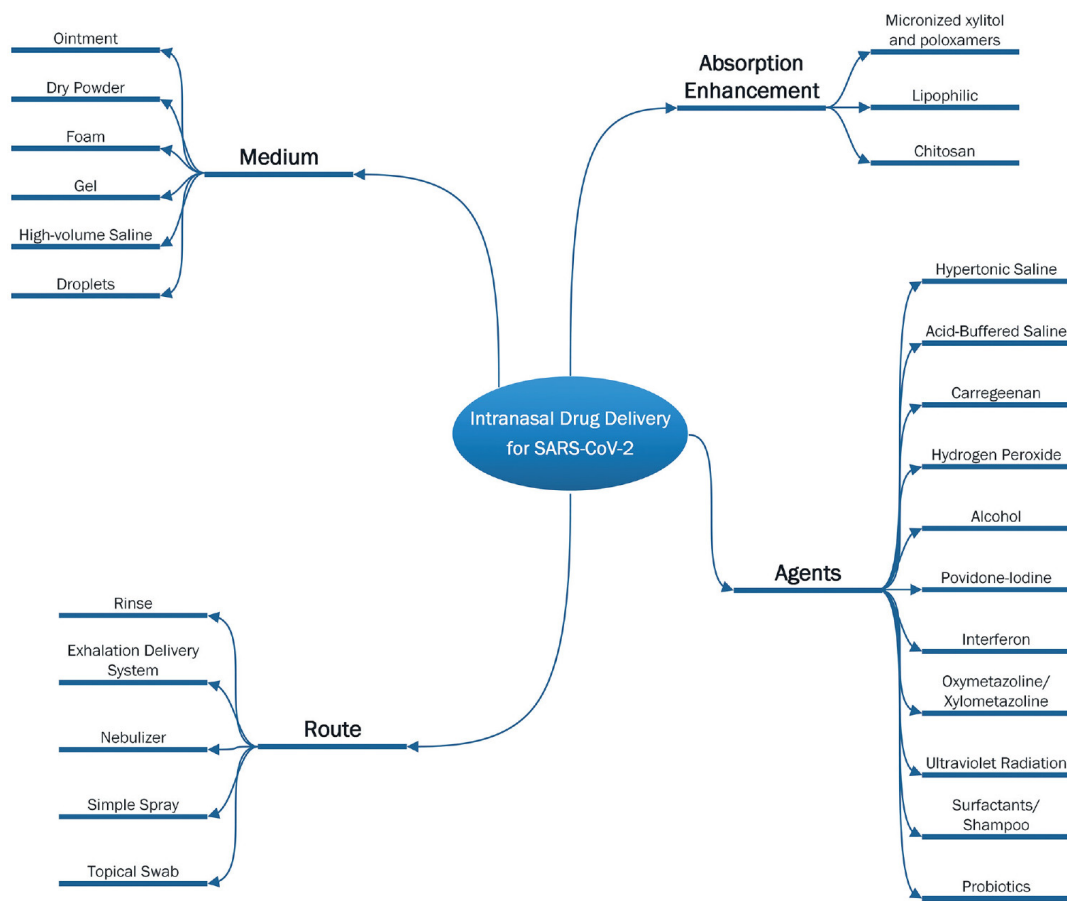 Ointment
Dry Powder
Foam
Gel
High-volume Saline
Droplets
Medium
Micronized xylitol
and poloxamers
Lipophilic
Chitosan
Absorption
Enhancement
Intranasal Drug Delivery
for SARS-CoV-2
Hypertonic Saline
Acid-Buffered Saline
Carregeenan
Hydrogen Peroxide
Alcohol
Povidone-Iodine
Interferon
Oxymetazoline/
Xylometazoline
Ultraviolet Radiation
Surfactants/
Shampoo
Probiotics
Agents
Rinse
Exhalation Delivery
System
Nebulizer
Simple Spray
Topical Swab
Route